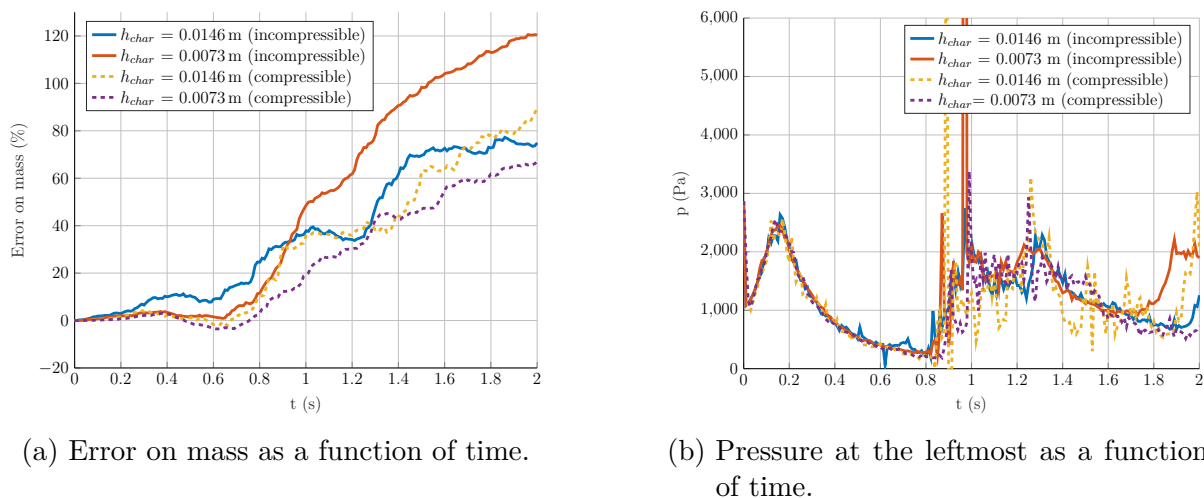 120
100
80
60
40
20
0
−20
Error on mass (%)
h_char = 0.0146 m (incompressible)
h_char = 0.0073 m (incompressible)
h_char = 0.0146 m (compressible)
h_char = 0.0073 m (compressible)
0 0.2 0.4 0.6 0.8 1 1.2 1.4 1.6 1.8 2
t (s)
(a) Error on mass as a function of time.
6,000
5,000
4,000
3,000
2,000
1,000
0
p (Pa)
h_char = 0.0146 m (incompressible)
h_char = 0.0073 m (incompressible)
h_char = 0.0146 m (compressible)
h_char= 0.0073 m (compressible)
0 0.2 0.4 0.6 0.8 1 1.2 1.4 1.6 1.8 2
t (s)
(b) Pressure at the leftmost as a function
of time.